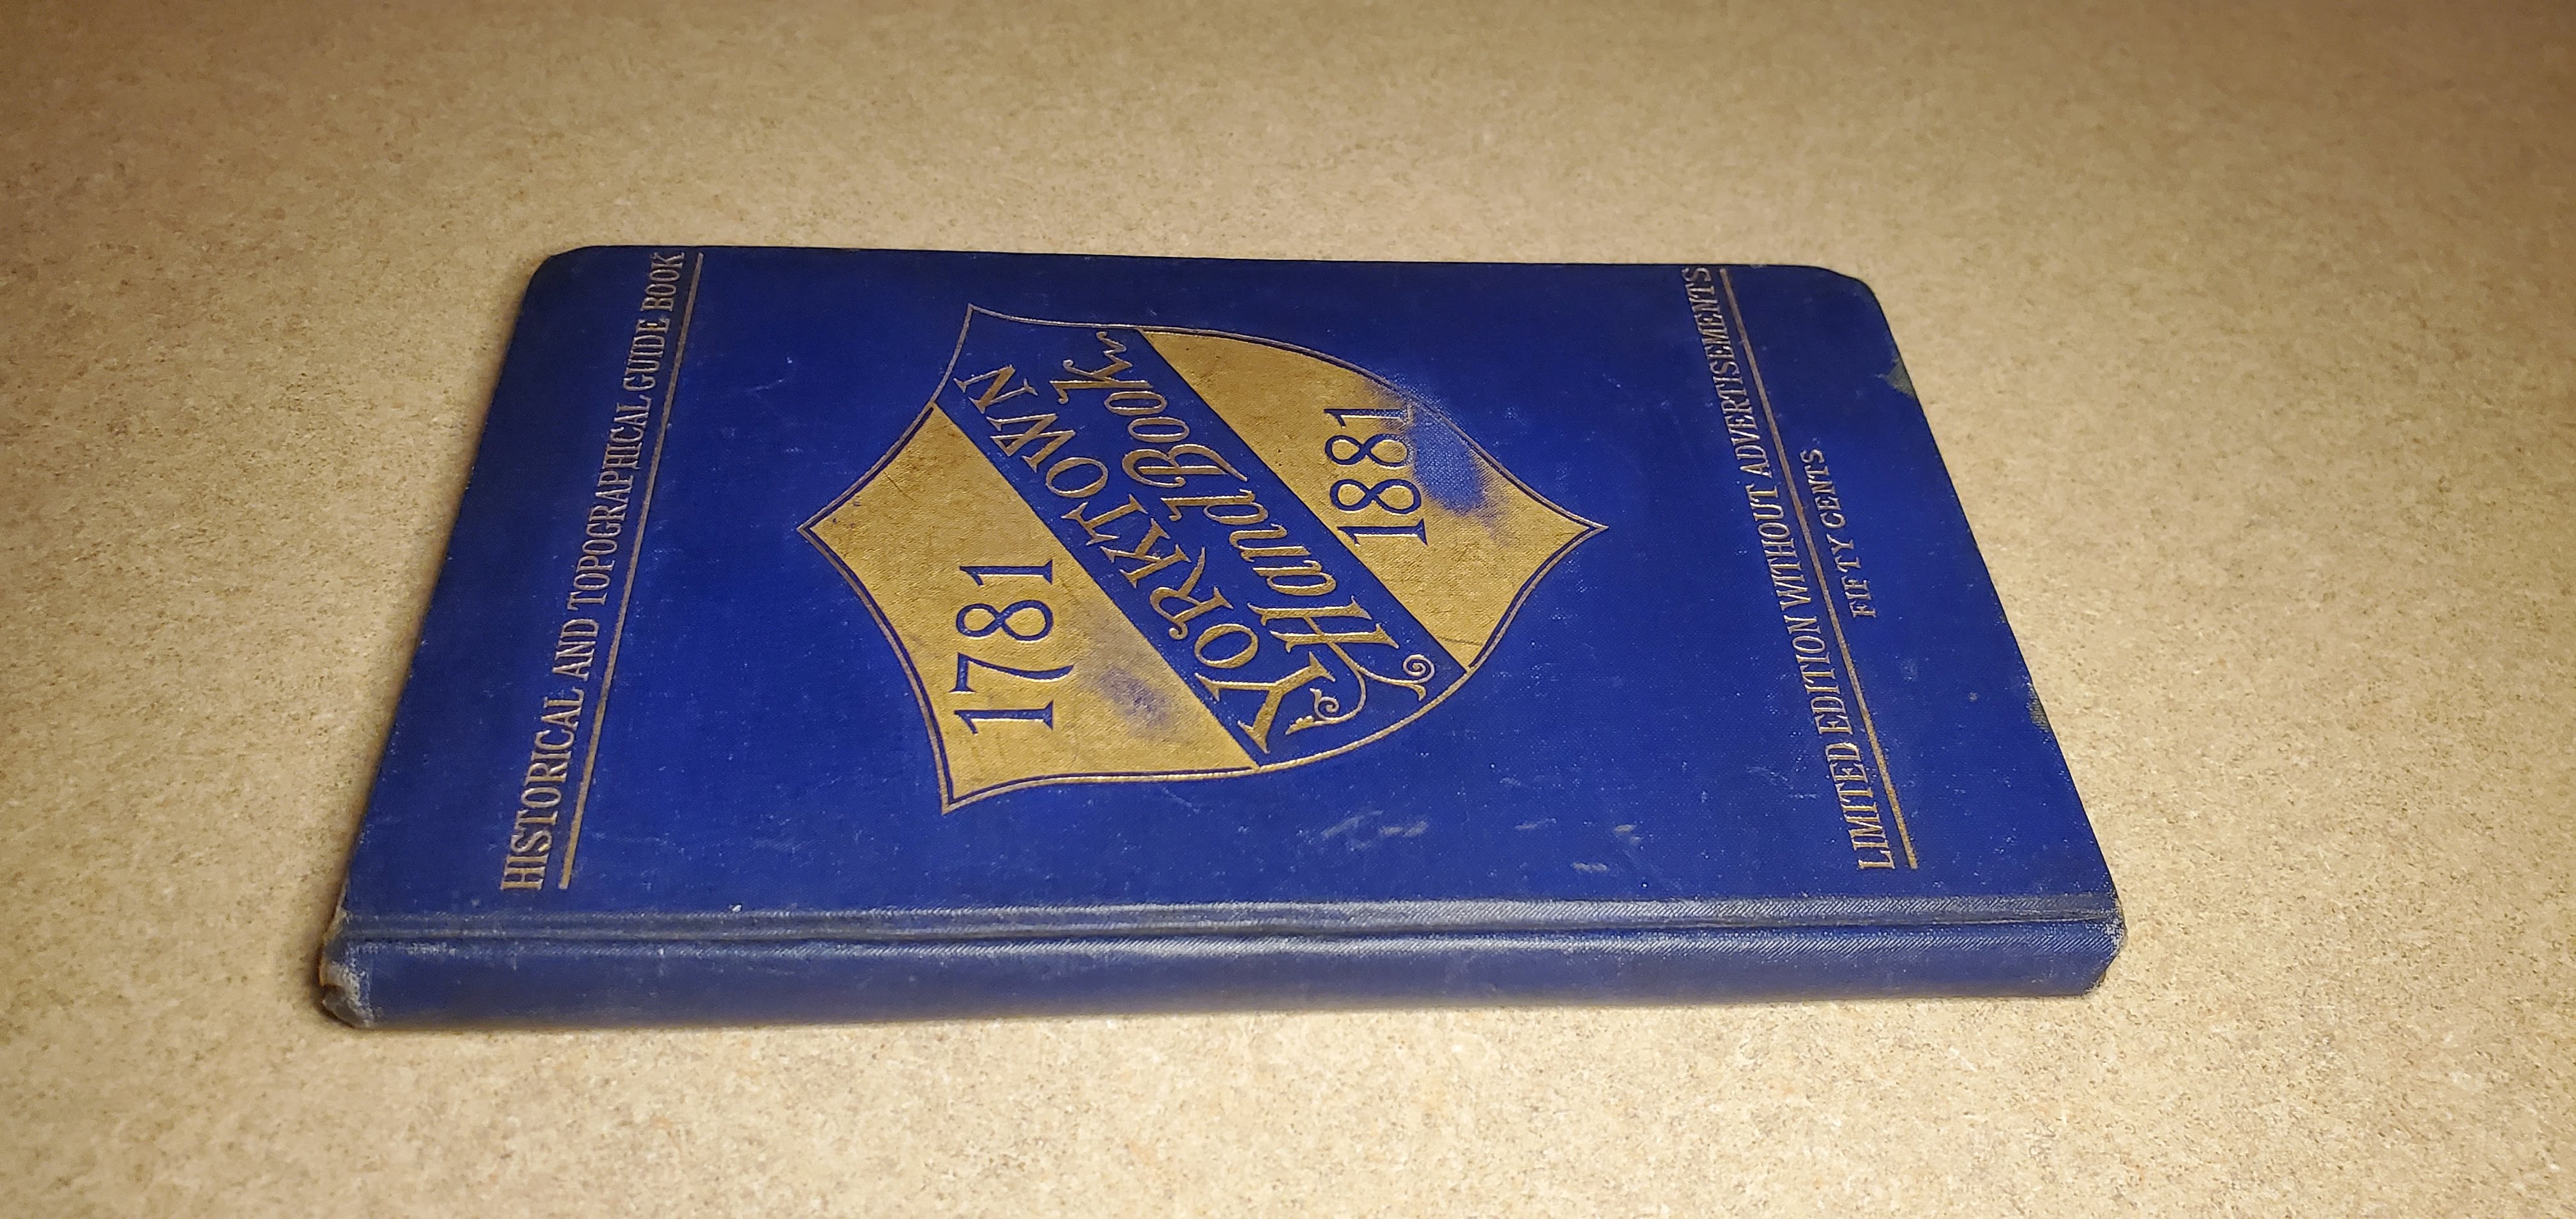 HISTORICAL AND TOPOGRAPHICAL GUIDE BOOK
1781
YORKTOWN
Hand Book
1881
LIMITED EDITION WITHOUT ADVERTISEMENTS
FIFTY CENTS